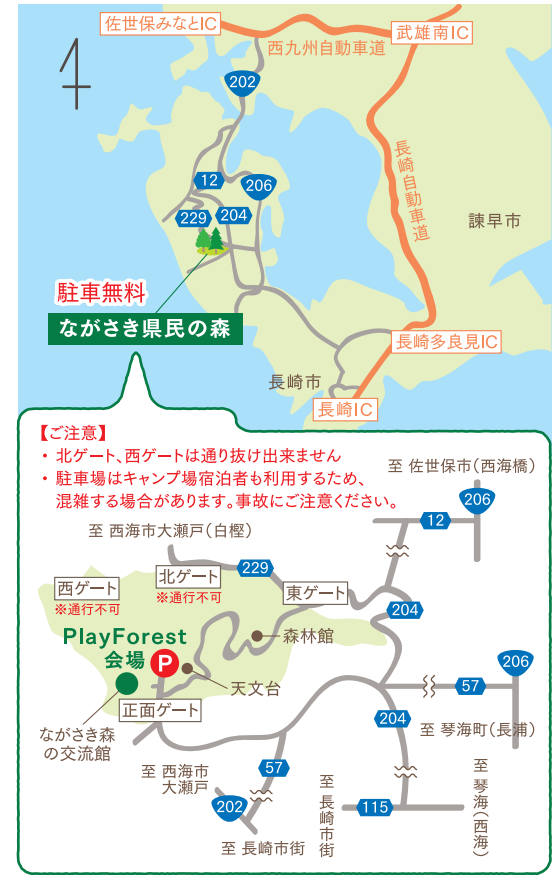 佐世保みなとIC
武雄南IC
西九州自動車道
202
12
206
長崎自動車道
229
204
諫早市
駐車無料
ながさき県民の森
長崎多良見IC
長崎市
長崎IC
【ご注意】
・ 北ゲート、西ゲートは通り抜け出来ません
・ 駐車場はキャンプ場宿泊者も利用するため、
混雑する場合があります。事故にご注意ください。
至 佐世保市(西海橋)
206
12
至 西海市大瀬戸(白樫)
229
西ゲート
※通行不可
北ゲート
※通行不可
東ゲート
204
PlayForest
会場
P
森林館
天文台
206
57
正面ゲート
204
至 琴海町(長浦)
ながさき森
の交流館
至 西海市
大瀬戸
57
202
至 長崎市街
至 長崎市街
115
至 琴海(西海)